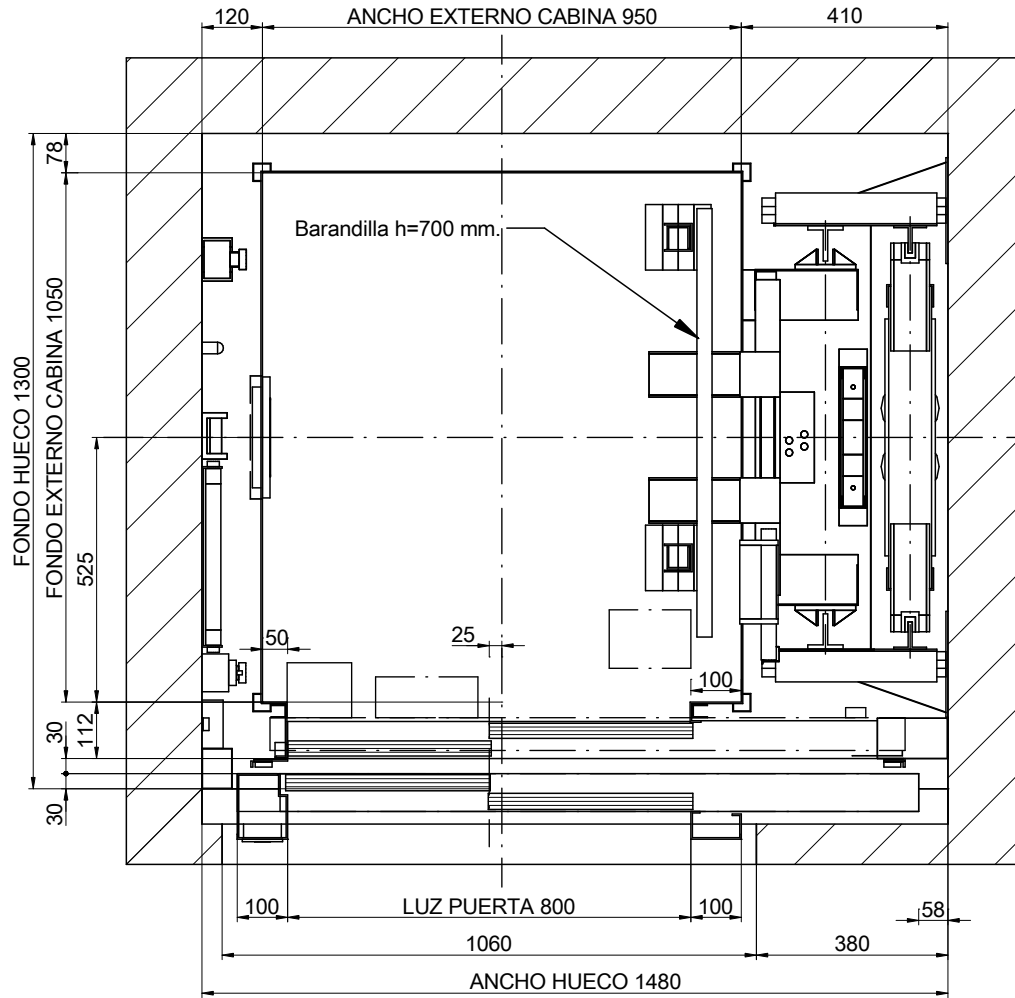 120
ANCHO EXTERNO CABINA 950
410
78
Barandilla h=700 mm.
FONDO HUECO 1300
FONDO EXTERNO CABINA 1050
525
50
25
100
30
112
30
100
LUZ PUERTA 800
100
58
1060
380
ANCHO HUECO 1480